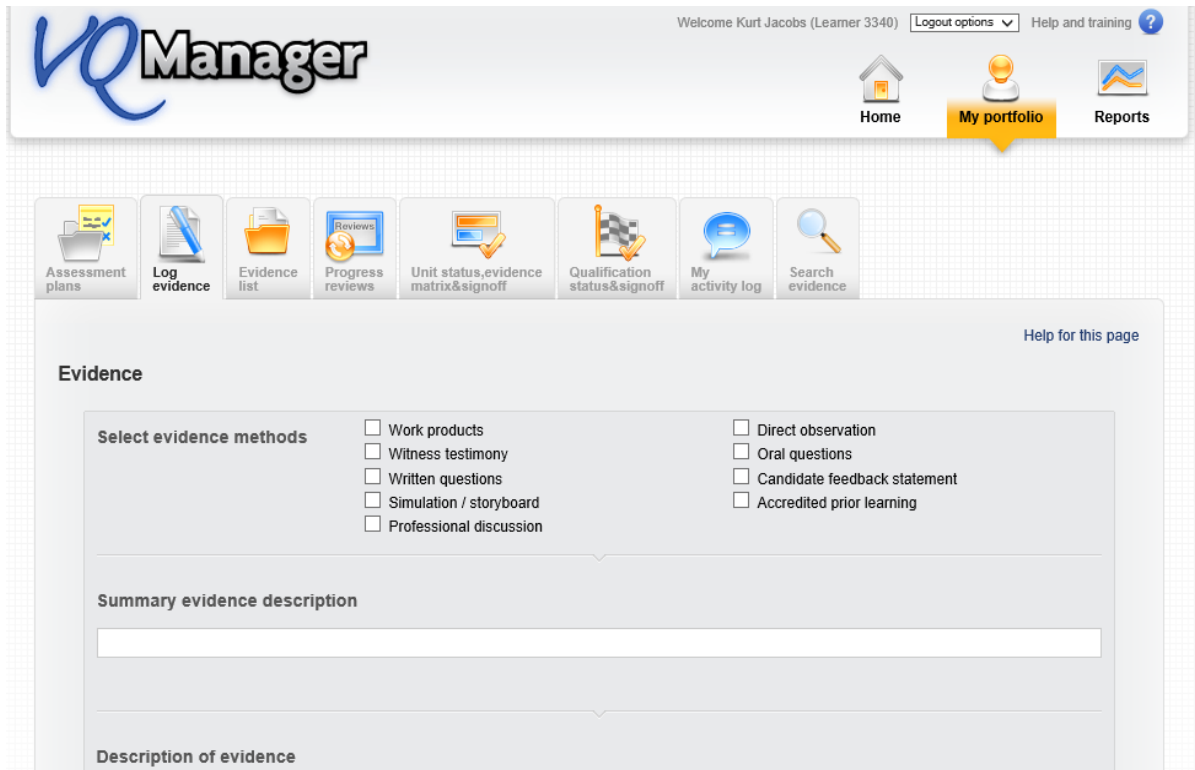 Welcome Kurt Jacobs (Learner 3340) Logout options Help and training ?
VQManager
Home My portfolio Reports
Reviews
Assessment plans
Log evidence
Evidence list
Progress reviews
Unit status,evidence matrix&signoff
Qualification status&signoff
My activity log
Search evidence
Help for this page
Evidence
Select evidence methods
Work products
Witness testimony
Written questions
Simulation / storyboard
Professional discussion
Direct observation
Oral questions
Candidate feedback statement
Accredited prior learning
Summary evidence description
Description of evidence